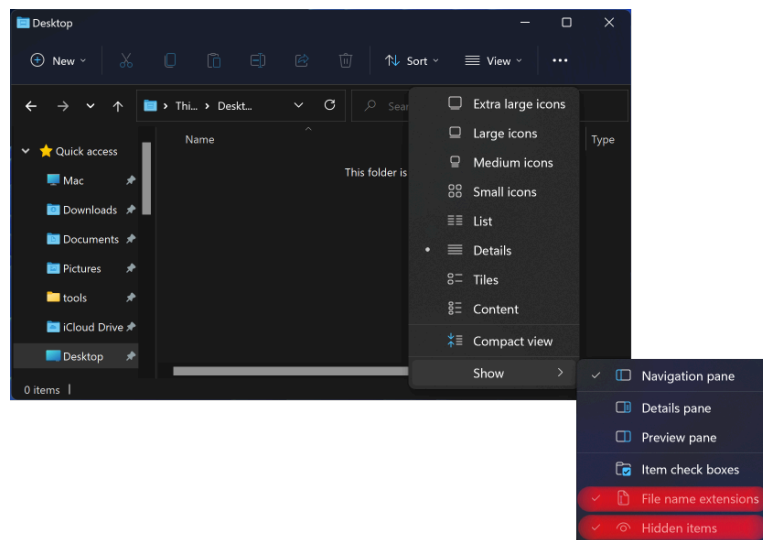 Desktop
New
Sort
View
Thi...
Deskt...
Sear
Extra large icons
Large icons
Medium icons
Small icons
List
Details
Tiles
Content
Compact view
Show
Name
Type
This folder is
Quick access
Mac
Downloads
Documents
Pictures
tools
iCloud Drive
Desktop
0 items
Navigation pane
Details pane
Preview pane
Item check boxes
File name extensions
Hidden items